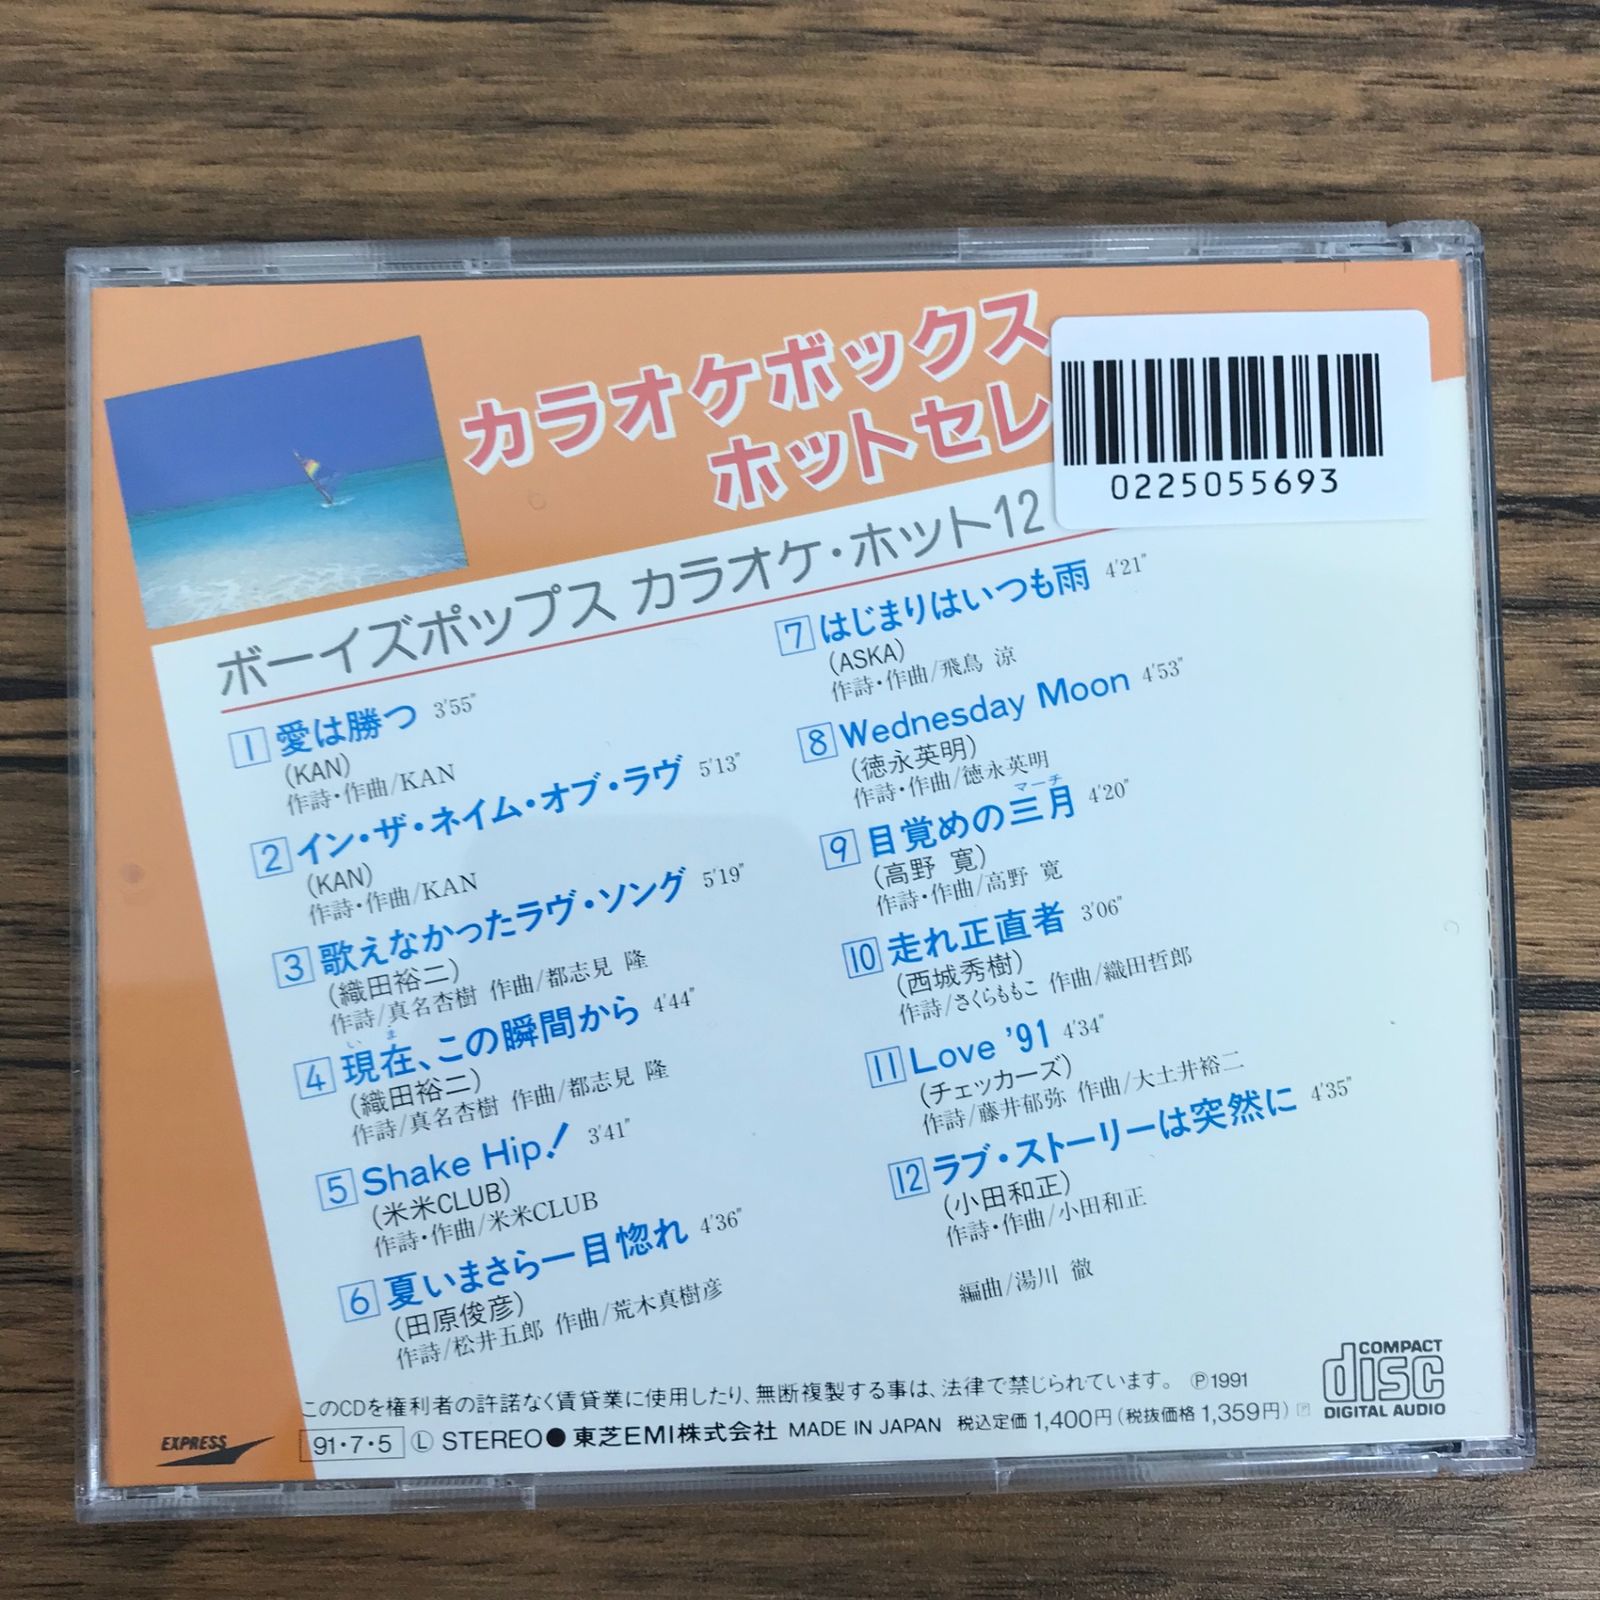 カラオケボックス
ホットセレ
0225055693
ボーイズポップス カラオケ・ホット12
1 愛は勝つ 3'55"
(KAN)
作詩・作曲/KAN
2 イン・ザ・ネイム・オブ・ラヴ 5'13"
(KAN)
作詩・作曲/KAN
3 歌えなかったラヴ・ソング 5'19"
(織田裕二)
作詩/真名杏樹 作曲/都志見 隆
いま
4 現在、この瞬間から 4'44"
(織田裕二)
作詩/真名杏樹 作曲/都志見 隆
5 Shake Hip! 3'41"
(米米CLUB)
作詩・作曲/米米CLUB
6 夏いまさら一目惚れ 4'36"
(田原俊彦)
作詩/松井五郎 作曲/荒木真樹彦
7 はじまりはいつも雨 4'21"
(ASKA)
作詩・作曲/飛鳥 涼
8 Wednesday Moon 4'53"
(徳永英明)
作詩・作曲/徳永英明
マーチ
9 目覚めの三月 4'20"
(高野 寛)
作詩・作曲/高野 寛
10 走れ正直者 3'06"
(西城秀樹)
作詩/さくらももこ 作曲/織田哲郎
11 Love '91 4'34"
(チェッカーズ)
作詩/藤井郁弥 作曲/大土井裕二
12 ラブ・ストーリーは突然に 4'35"
(小田和正)
作詩・作曲/小田和正
編曲/湯川 徹
このCDを権利者の許諾なく賃貸業に使用したり、無断複製する事は、法律で禁じられています。 Ⓟ1991
EXPRESS
91・7・5 Ⓛ STEREO●東芝EMI株式会社 MADE IN JAPAN 税込定価1,400円(税抜価格1,359円)
COMPACT
disc
DIGITAL AUDIO